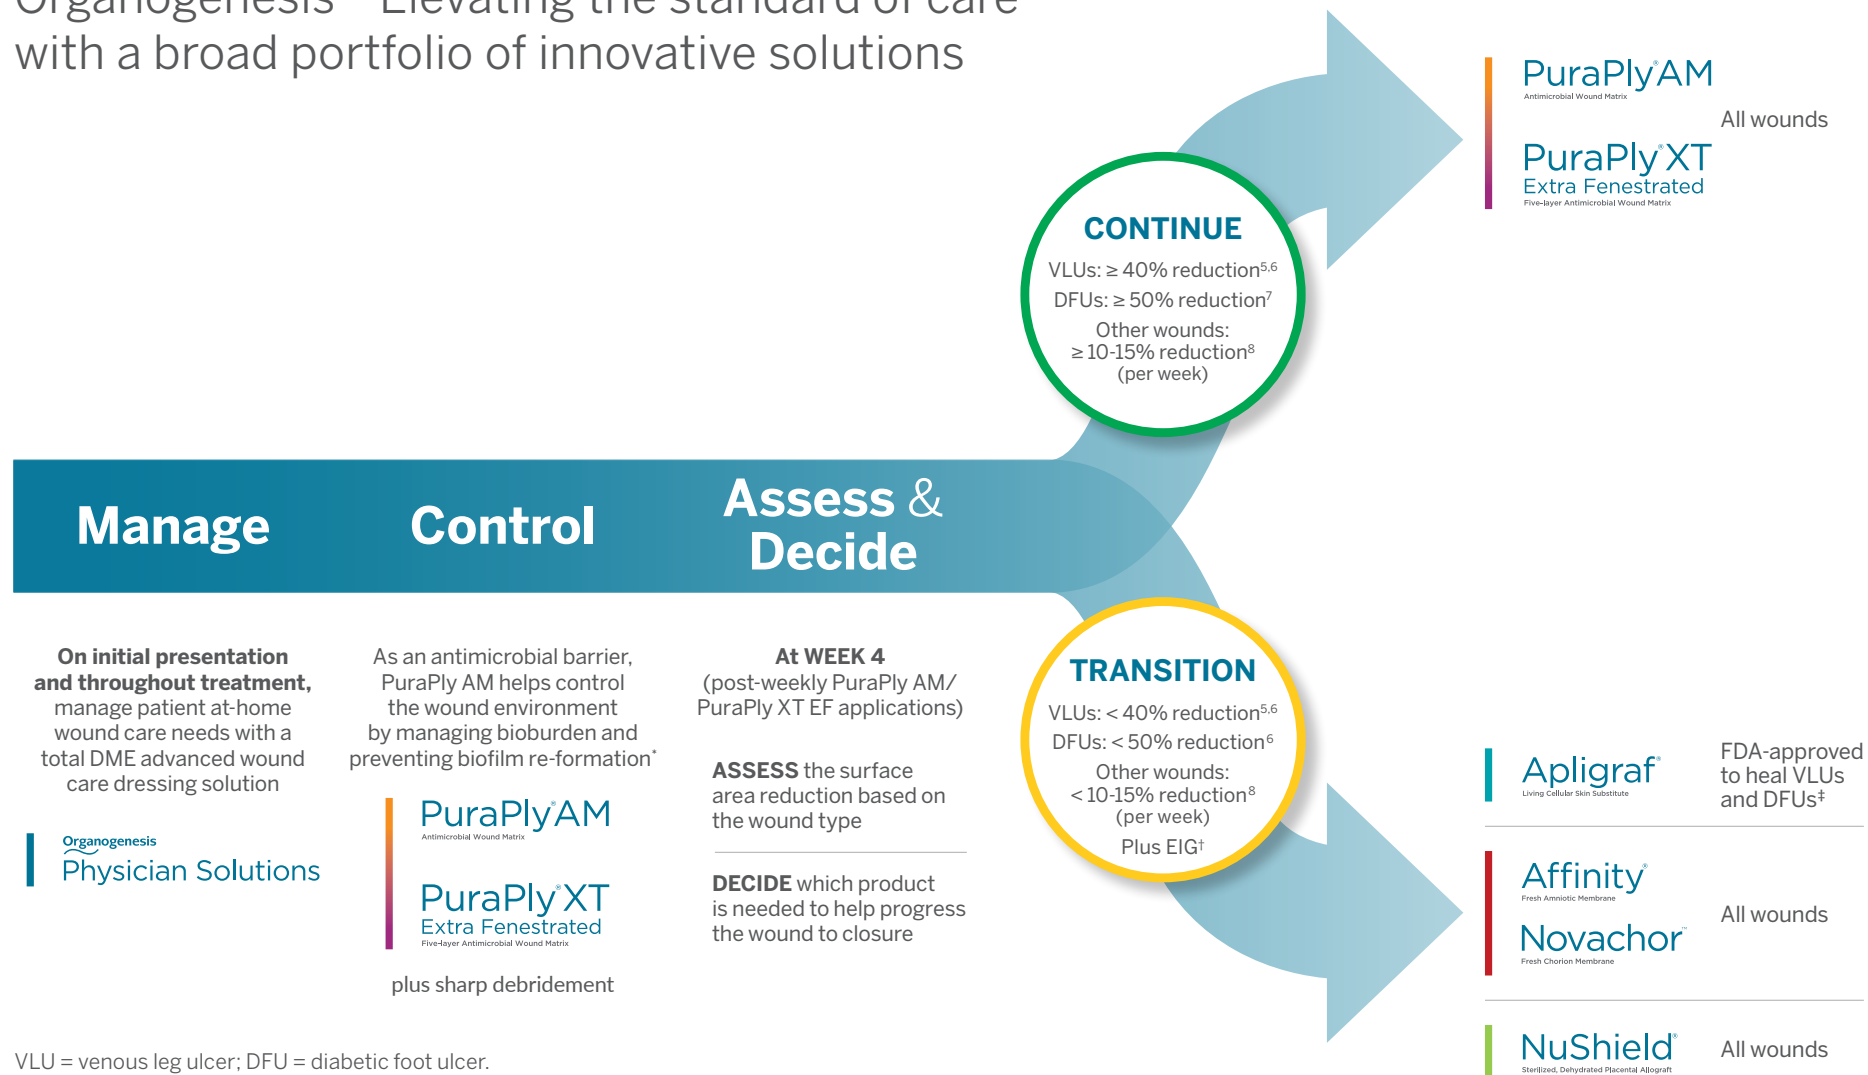 Organogenesis Elevating the standard of care
with a broad portfolio of innovative solutions
PuraPly®AM
Antimicrobial Wound Matrix
PuraPly®XT
Extra Fenestrated
Five-layer Antimicrobial Wound Matrix
All wounds
CONTINUE
VLUs: ≥ 40% reduction5,6
DFUs: ≥ 50% reduction7
Other wounds:
≥ 10-15% reduction8
(per week)
Manage
Control
Assess &
Decide
On initial presentation
and throughout treatment,
manage patient at-home
wound care needs with a
total DME advanced wound
care dressing solution
Organogenesis
Physician Solutions
As an antimicrobial barrier,
PuraPly AM helps control
the wound environment
by managing bioburden and
preventing biofilm re-formation*
PuraPly®AM
Antimicrobial Wound Matrix
PuraPly®XT
Extra Fenestrated
Five-layer Antimicrobial Wound Matrix
plus sharp debridement
At WEEK 4
(post-weekly PuraPly AM/
PuraPly XT EF applications)
ASSESS the surface
area reduction based on
the wound type
DECIDE which product
is needed to help progress
the wound to closure
TRANSITION
VLUs: < 40% reduction5,6
DFUs: < 50% reduction6
Other wounds:
< 10-15% reduction8
(per week)
Plus EIG†
Apligraf®
Living Cellular Skin Substitute
FDA-approved
to heal VLUs
and DFUs‡
Affinity®
Fresh Amniotic Membrane
Novachor™
Fresh Chorion Membrane
All wounds
NuShield®
Sterilized, Dehydrated Placental Allograft
All wounds
VLU = venous leg ulcer; DFU = diabetic foot ulcer.